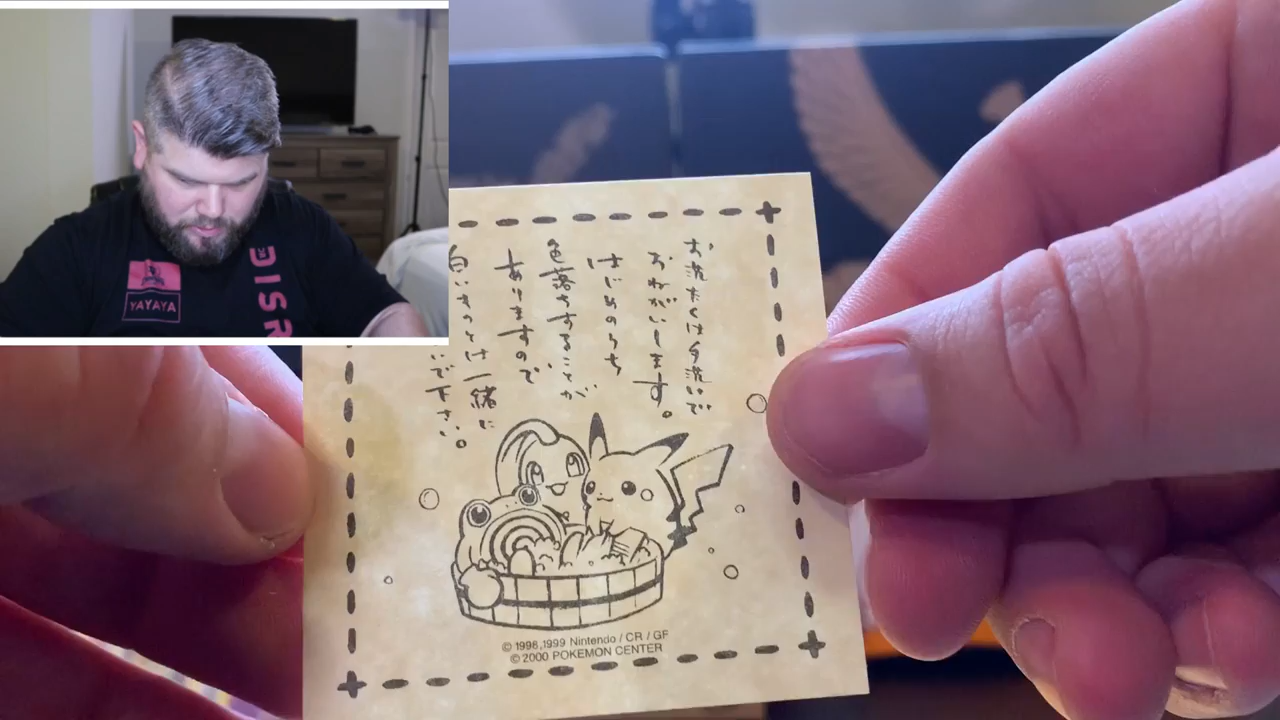 お洗たくは手洗いで
おねがいします。
はじめのうち
色落ちすることが
ありますので
白いものとは一緒に
いで下さい。
© 1998,1999 Nintendo / CR / GF
© 2000 POKEMON CENTER
YAYAYA
DISR